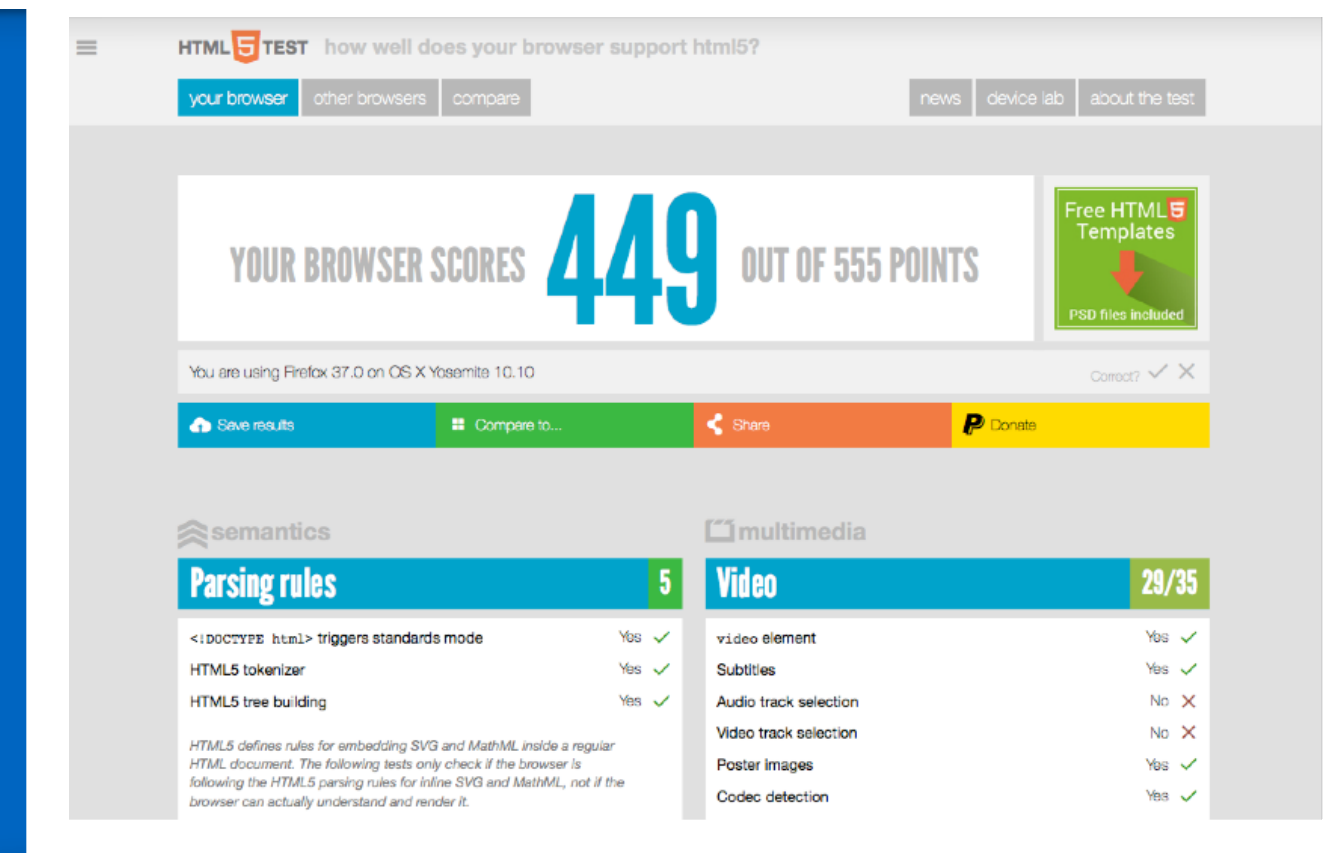 HTML 5 TEST how well does your browser support html5?
your browser other browsers compare news device lab about the test
YOUR BROWSER SCORES 449 OUT OF 555 POINTS
Free HTML 5
Templates
PSD files included
You are using Firefox 37.0 on OS X Yosemite 10.10 Correct?
Save results Compare to... Share Donate
semantics
Parsing rules 5
<!DOCTYPE html> triggers standards mode Yes
HTML5 tokenizer Yes
HTML5 tree building Yes
HTML5 defines rules for embedding SVG and MathML inside a regular
HTML document. The following tests only check if the browser is
following the HTML5 parsing rules for inline SVG and MathML, not if the
browser can actually understand and render it.
multimedia
Video 29/35
video element Yes
Subtitles Yes
Audio track selection No
Video track selection No
Poster images Yes
Codec detection Yes